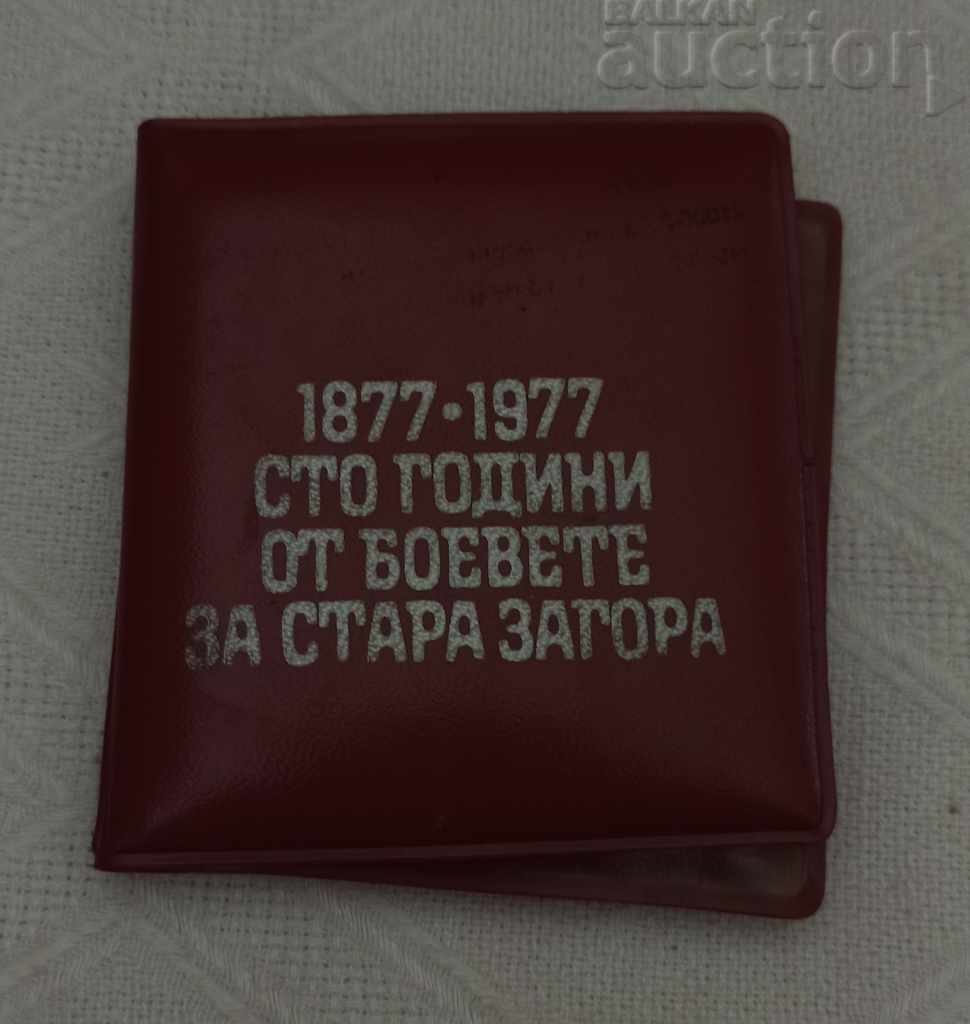 BALKAN
auction
1877·1977
СТО ГОДИНИ
ОТ БОЕВЕТЕ
ЗА СТАРА ЗАГОРА